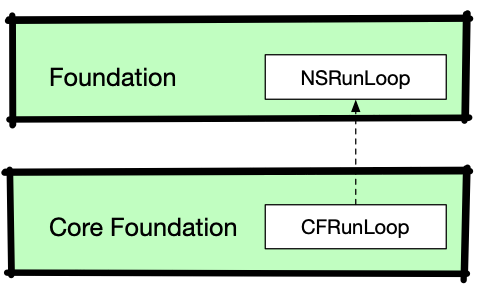 Foundation
NSRunLoop
Core Foundation
CFRunLoop